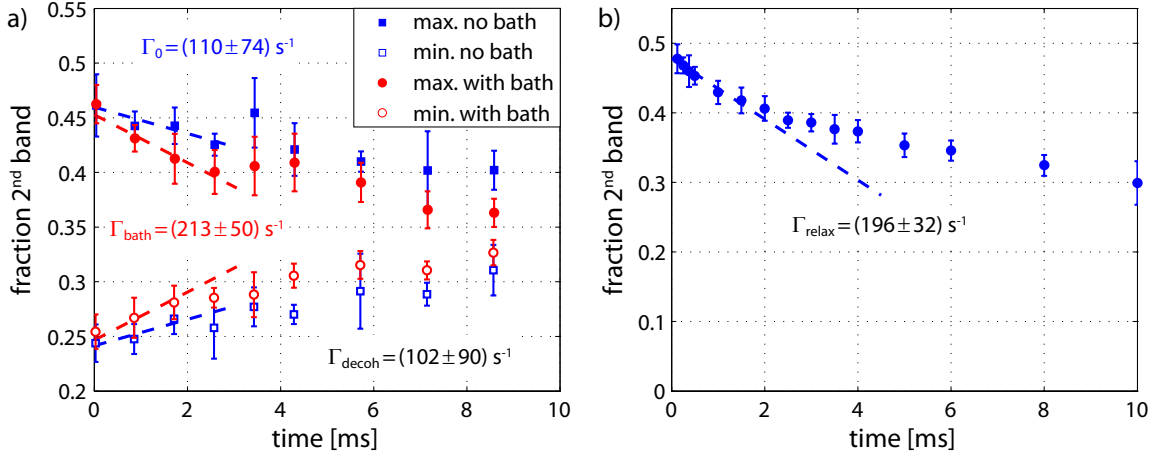 a)
0.55
0.5
0.45
0.4
0.35
0.3
0.25
0.2
fraction 2nd band
0 2 4 6 8 10
time [ms]
Γ0=(110±74) s-1
max. no bath
min. no bath
max. with bath
min. with bath
Γbath=(213±50) s-1
Γdecoh=(102±90) s-1
b)
0.5
0.4
0.3
0.2
0.1
0
fraction 2nd band
0 2 4 6 8 10
time [ms]
Γrelax=(196±32) s-1